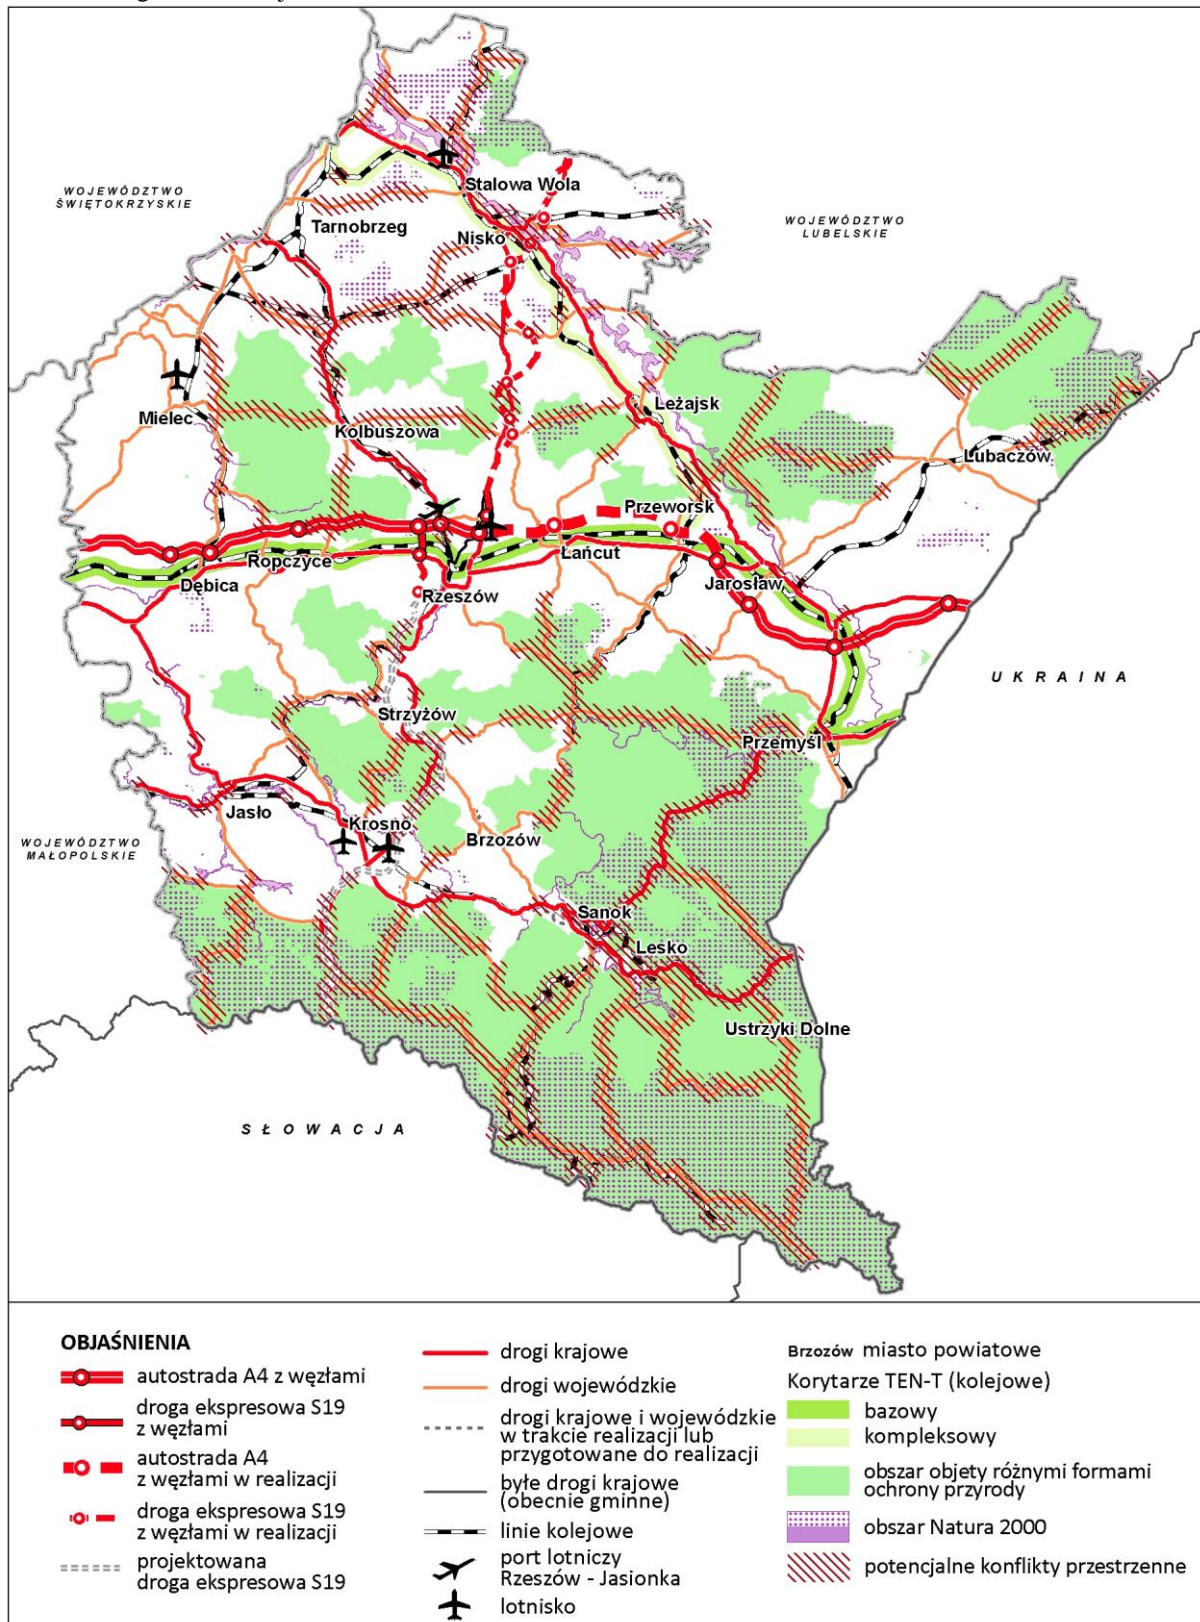 WOJEWÓDZTWO
ŚWIĘTOKRZYSKIE
Stalowa Wola
WOJEWÓDZTWO
LUBELSKIE
Tarnobrzeg
Nisko
Mielec
Kolbuszowa
Leżajsk
Lubaczów
Przeworsk
Ropczyce
Łańcut
Dębica
Rzeszów
Jarosław
UKRAINA
Strzyżów
Przemyśl
Jasło
Krosno
WOJEWÓDZTWO
MAŁOPOLSKIE
Brzozów
Sanok
Lesko
Ustrzyki Dolne
SŁOWACJA
OBJAŚNIENIA
autostrada A4 z węzłami
droga ekspresowa S19
z węzłami
autostrada A4
z węzłami w realizacji
droga ekspresowa S19
z węzłami w realizacji
projektowana
droga ekspresowa S19
drogi krajowe
drogi wojewódzkie
drogi krajowe i wojewódzkie
w trakcie realizacji lub
przygotowane do realizacji
byłe drogi krajowe
(obecnie gminne)
linie kolejowe
port lotniczy
Rzeszów - Jasionka
lotnisko
Brzozów miasto powiatowe
Korytarze TEN-T (kolejowe)
bazowy
kompleksowy
obszar objety różnymi formami
ochrony przyrody
obszar Natura 2000
potencjalne konflikty przestrzenne